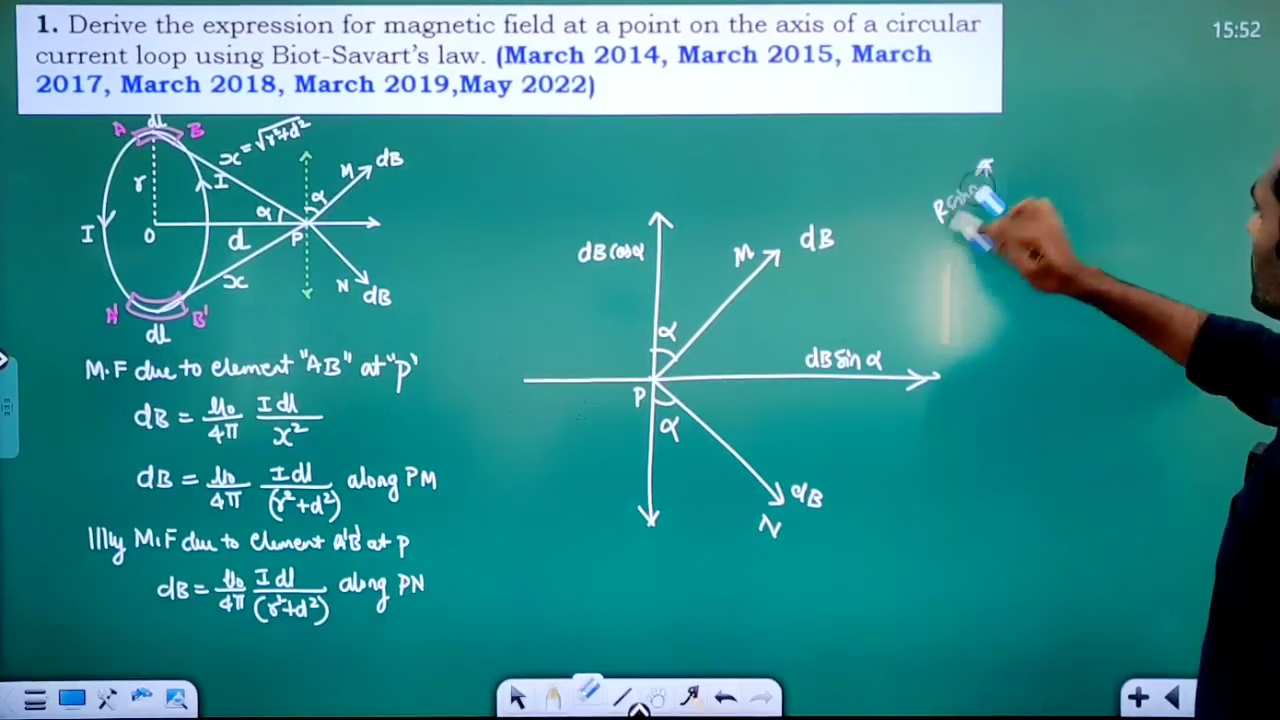 1. Derive the expression for magnetic field at a point on the axis of a circular
current loop using Biot-Savart's law. (March 2014, March 2015, March
2017, March 2018, March 2019,May 2022)
15:52
A dl B
x = √r²+d²
r
I
I
O
d
α
α
P
M dB
x
N dB
A' B'
dl
M.F due to element "AB" at "P"
dB = μ₀/4π Idl/x²
dB = μ₀/4π Idl/(r²+d²) along PM
Illly M.F due to element A'B' at P
dB = μ₀/4π Idl/(r²+d²) along PN
dB cosα
M dB
α
dB sin α
P
α
dB
N